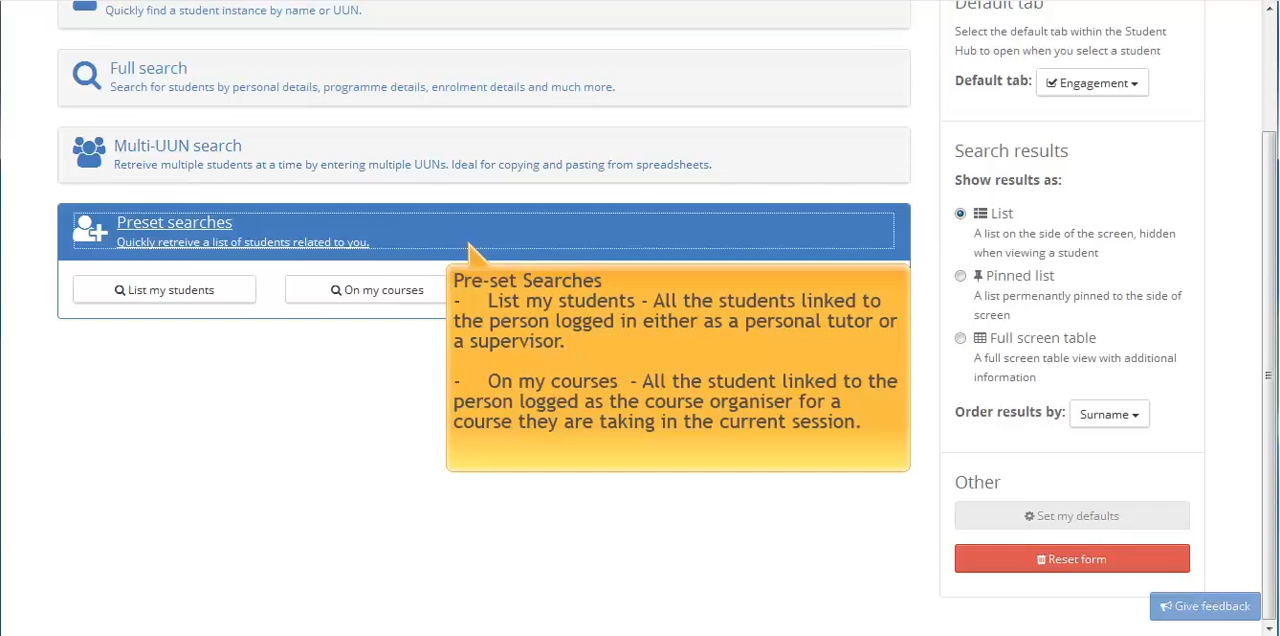 Quickly find a student instance by name or UUN.
Full search
Search for students by personal details, programme details, enrolment details and much more.
Multi-UUN search
Retreive multiple students at a time by entering multiple UUNs. Ideal for copying and pasting from spreadsheets.
Preset searches
Quickly retreive a list of students related to you.
List my students
On my courses
Pre-set Searches
- List my students - All the students linked to
the person logged in either as a personal tutor or
a supervisor.
- On my courses - All the student linked to the
person logged as the course organiser for a
course they are taking in the current session.
Default tab
Select the default tab within the Student
Hub to open when you select a student
Default tab: Engagement
Search results
Show results as:
List
A list on the side of the screen, hidden
when viewing a student
Pinned list
A list permenantly pinned to the side of
screen
Full screen table
A full screen table view with additional
information
Order results by: Surname
Other
Set my defaults
Reset form
Give feedback